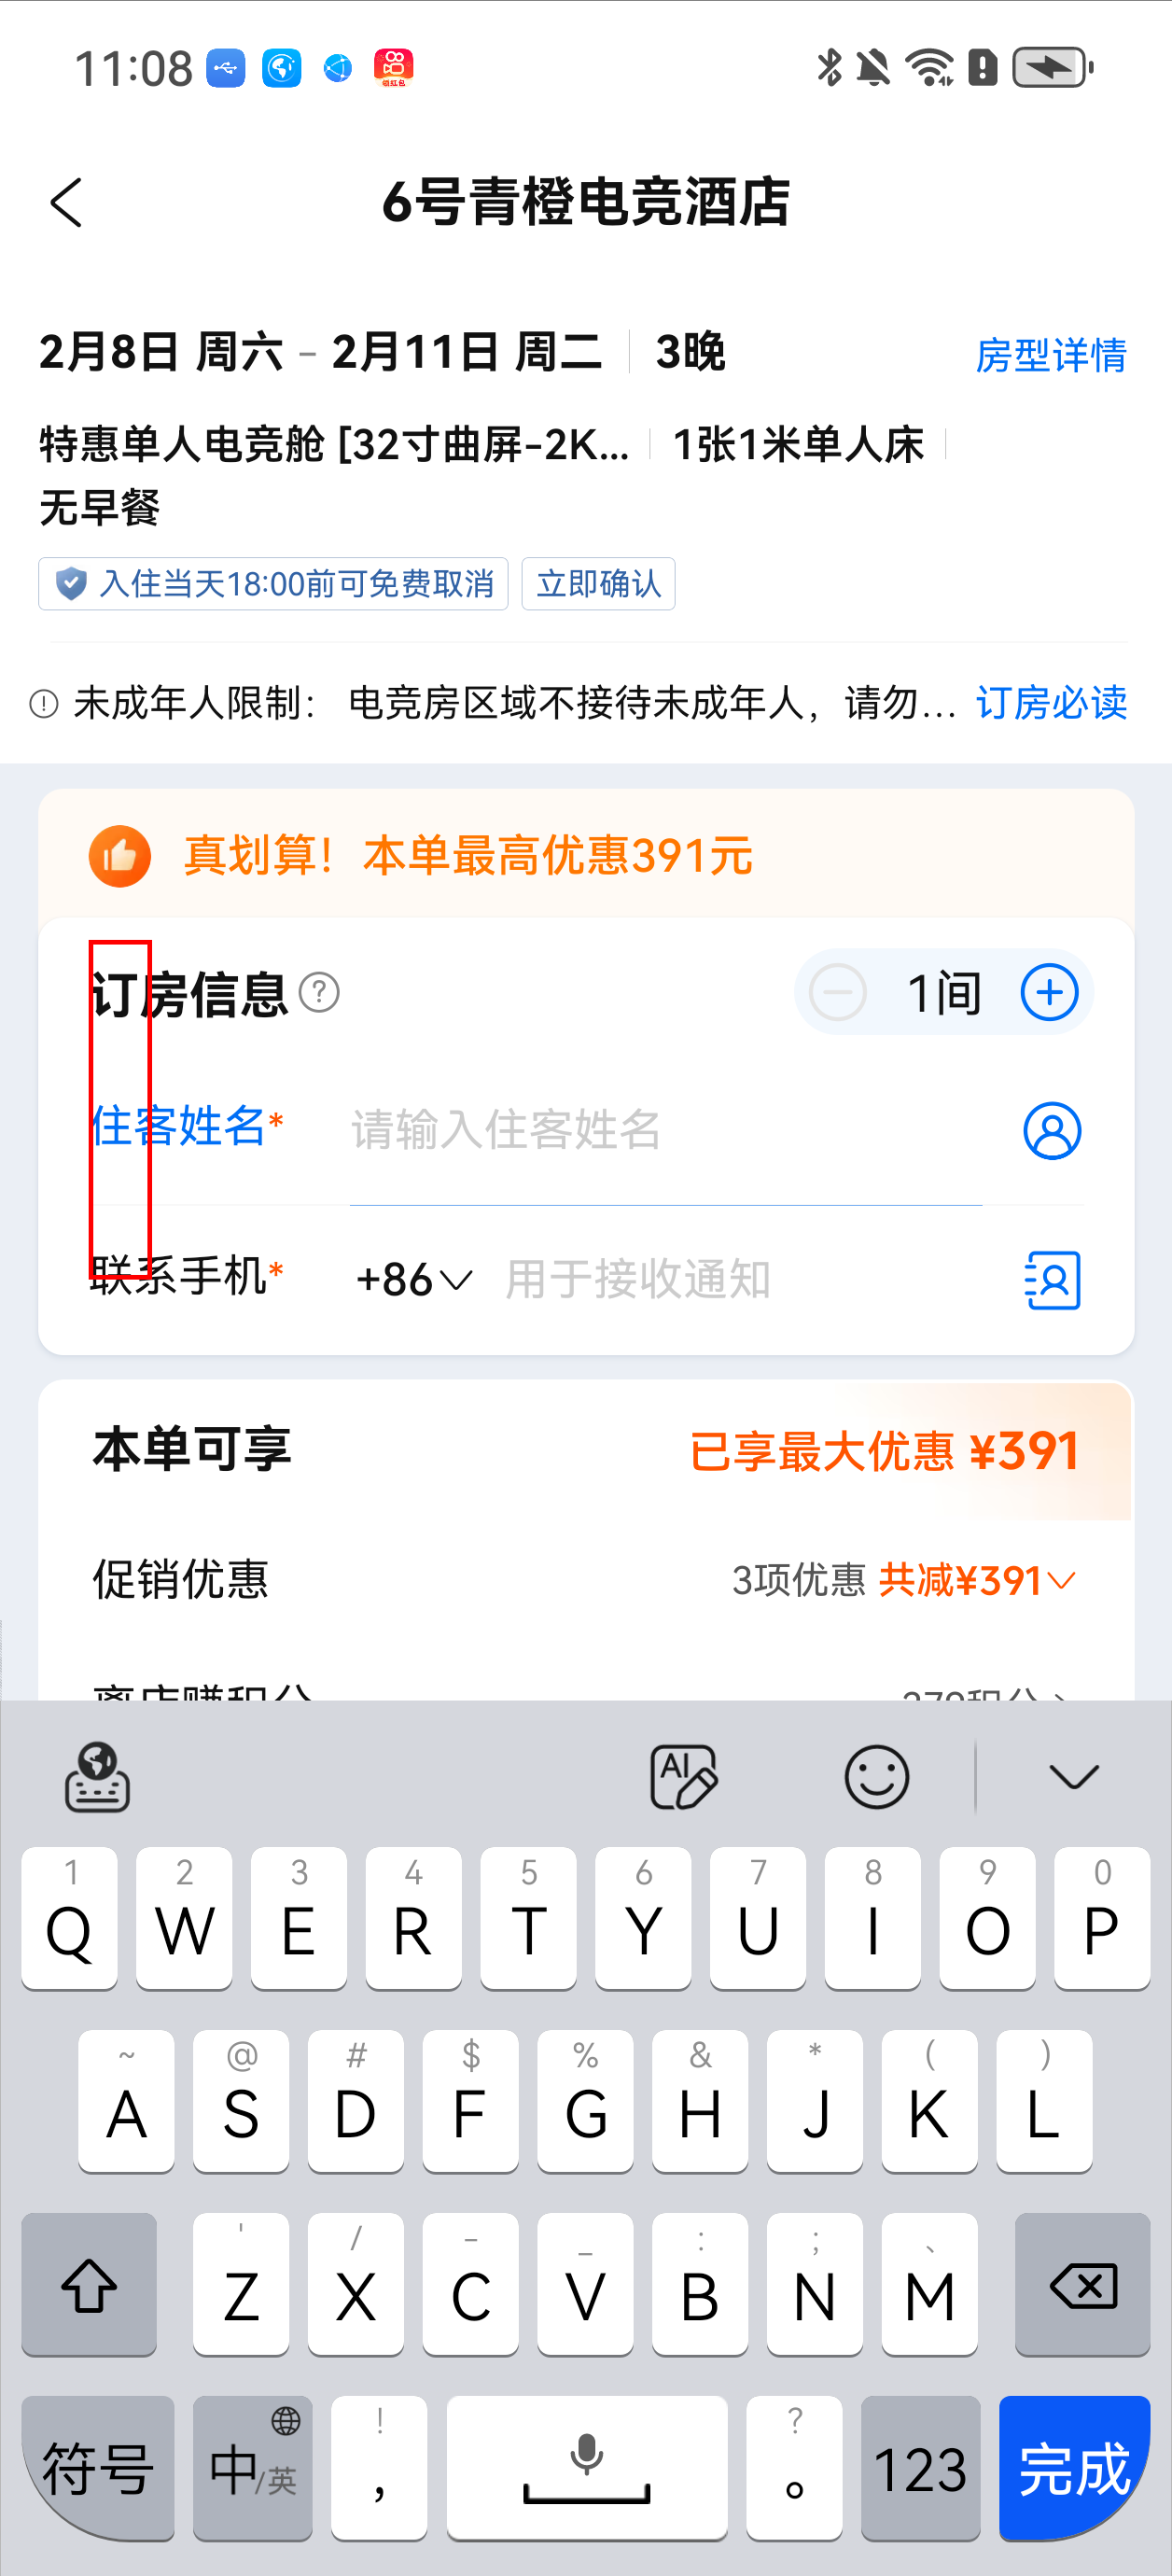 11:08
领红包
6号青橙电竞酒店
2月8日 周六 - 2月11日 周二 3晚 房型详情
特惠单人电竞舱 [32寸曲屏-2K... 1张1米单人床
无早餐
入住当天18:00前可免费取消 立即确认
未成年人限制: 电竞房区域不接待未成年人，请勿... 订房必读
真划算！本单最高优惠391元
订房信息 ? 1间
住客姓名* 请输入住客姓名
联系手机* +86 用于接收通知
本单可享 已享最大优惠 ¥391
促销优惠 3项优惠 共减¥391
AI
1 2 3 4 5 6 7 8 9 0
Q W E R T Y U I O P
~ @ # $ % & * ( )
A S D F G H J K L
' / - _ : ; 、
Z X C V B N M
符号 中/英 ! ， ? 。 123 完成